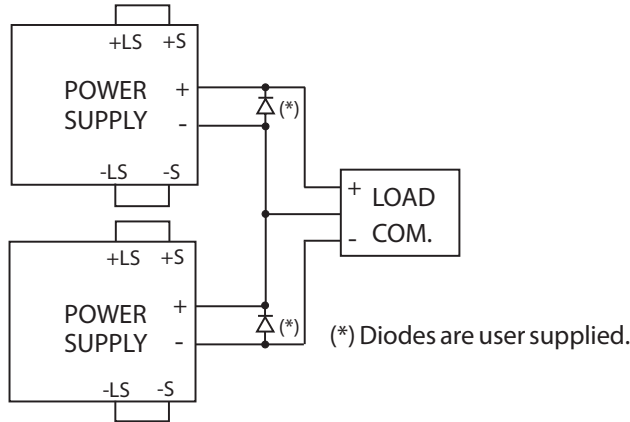 +LS +S
POWER +
SUPPLY -
(*)
-LS -S
+ LOAD
COM.
-
+LS +S
POWER +
SUPPLY -
(*)
(*) Diodes are user supplied.
-LS -S